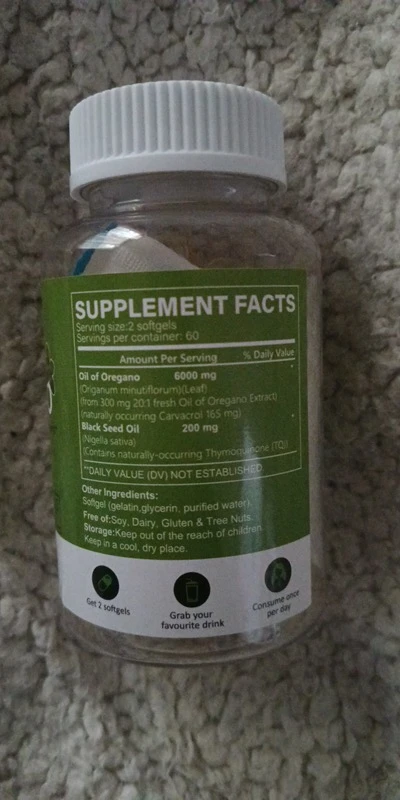 SUPPLEMENT FACTS
Serving size:2 softgels
Servings per container: 60
Amount Per Serving % Daily Value
Oil of Oregano 6000 mg *
(Origanum minutiflorum)(Leaf)
(from 300 mg 20:1 fresh Oil of Oregano Extract)
(naturally occurring Carvacrol 165 mg)
Black Seed Oil 200 mg *
(Nigella sativa)
(Contains naturally-occurring Thymoquinone (TQ))
**DAILY VALUE (DV) NOT ESTABLISHED.
Other Ingredients:
Softgel (gelatin,glycerin, purified water).
Free of:Soy, Dairy, Gluten & Tree Nuts.
Storage:Keep out of the reach of children.
Keep in a cool, dry place.
Get 2 softgels
Grab your
favourite drink
Consume once
per day